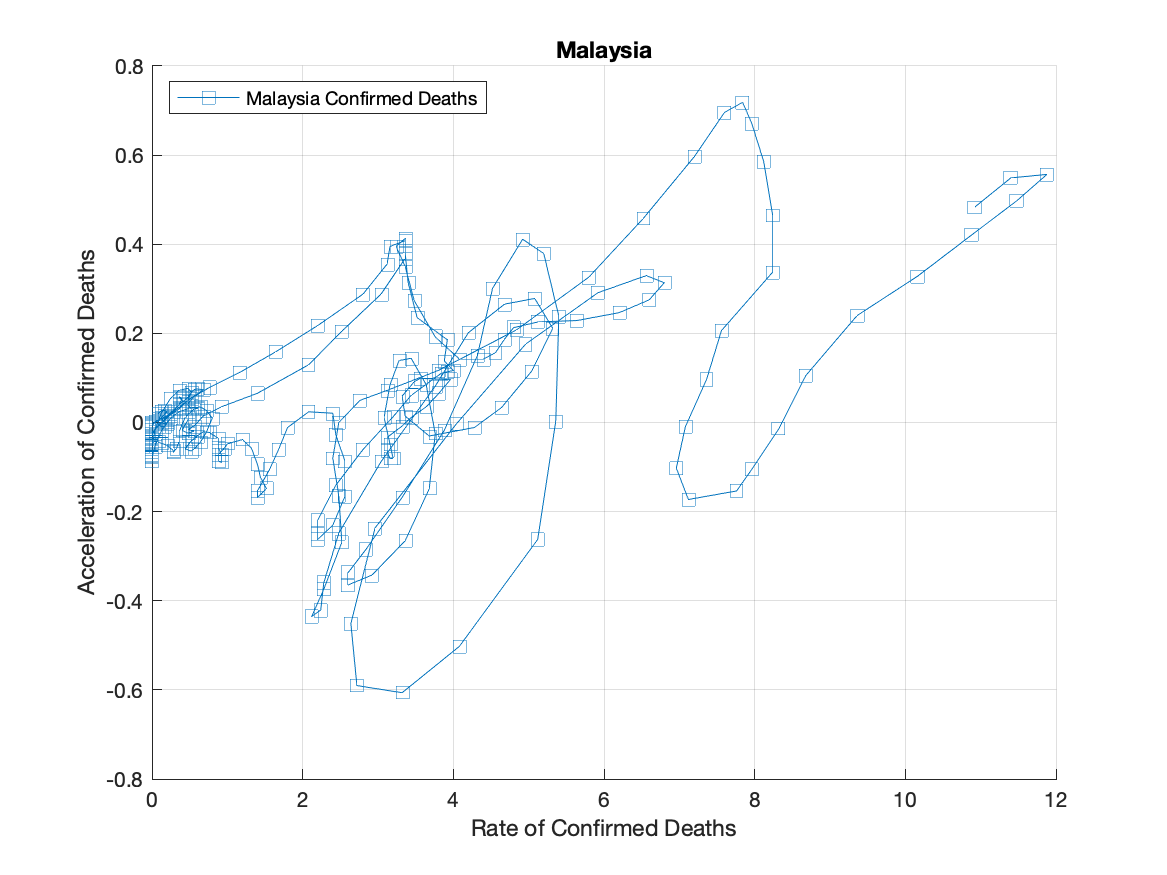 Malaysia
Malaysia Confirmed Deaths
0.8
0.6
0.4
0.2
0
-0.2
-0.4
-0.6
-0.8
Acceleration of Confirmed Deaths
0 2 4 6 8 10 12
Rate of Confirmed Deaths